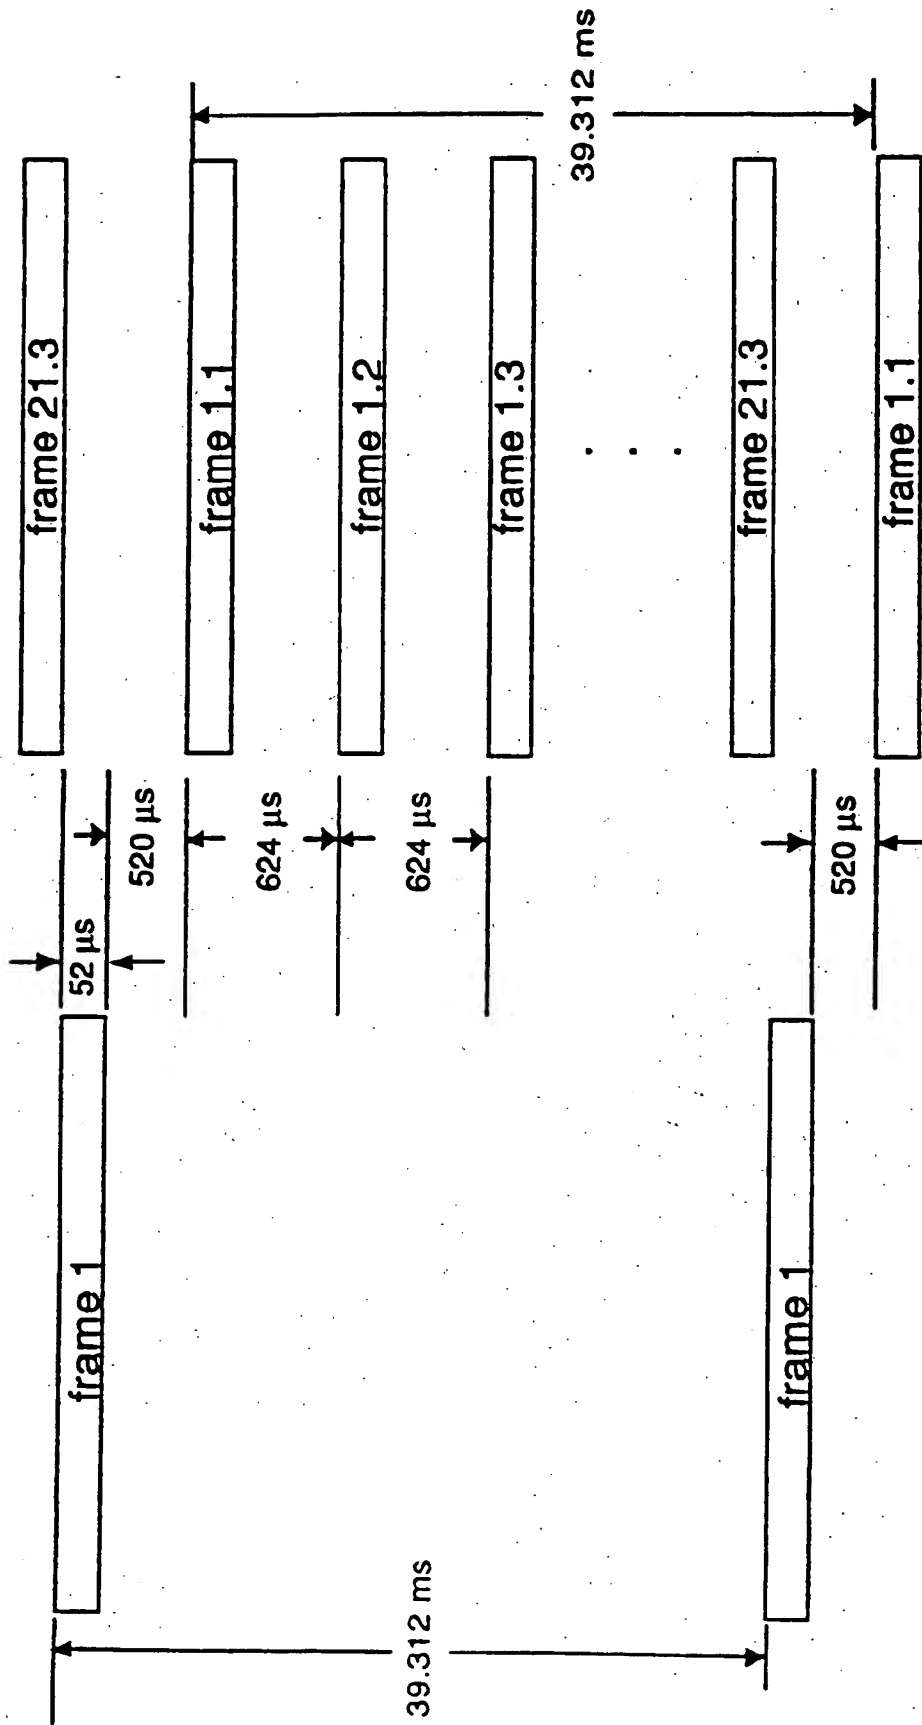 frame 21.3
frame 1.1
frame 1.2
frame 1.3
. . .
frame 21.3
frame 1.1
39.312 ms
52 µs
520 µs
624 µs
624 µs
520 µs
frame 1
frame 1
39.312 ms